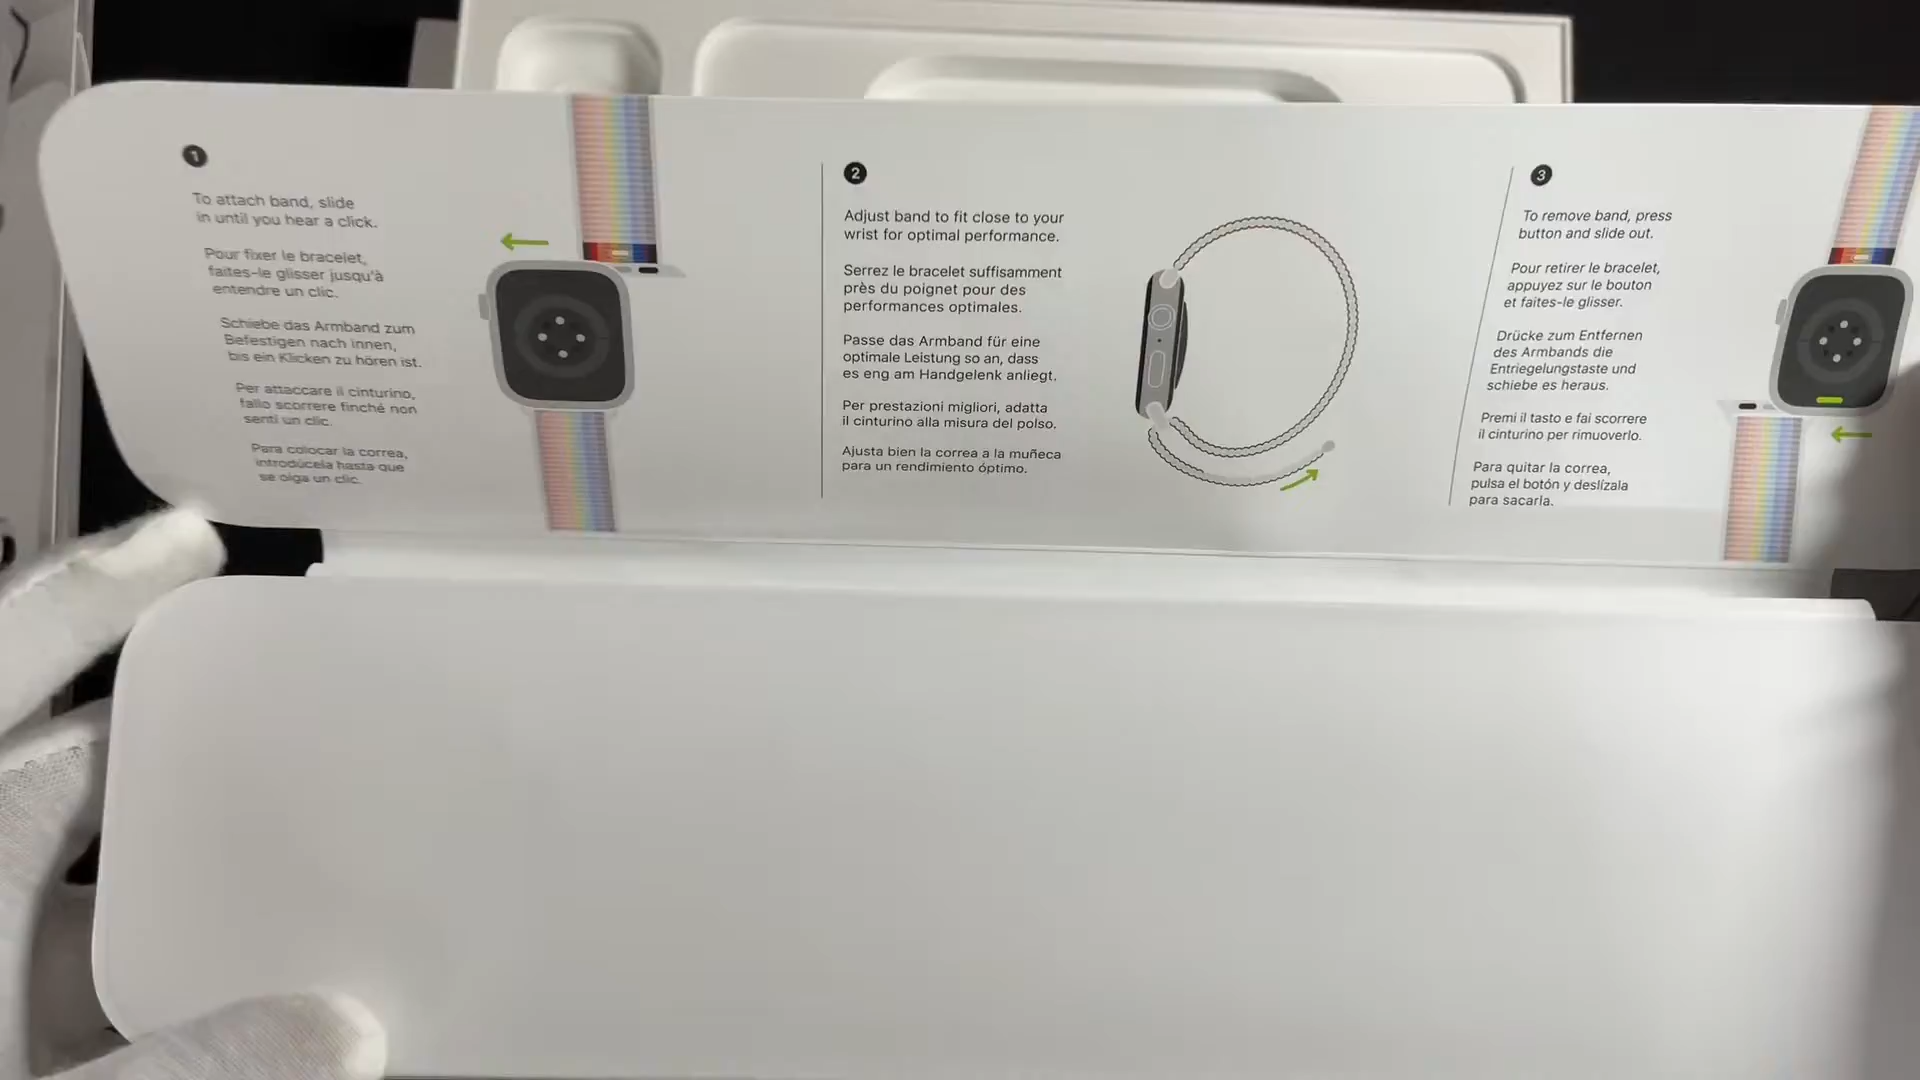 1
To attach band, slide
in until you hear a click.
Pour fixer le bracelet,
faites-le glisser jusqu'à
entendre un clic.
Schiebe das Armband zum
Befestigen nach innen,
bis ein Klicken zu hören ist.
Per attaccare il cinturino,
fallo scorrere finché non
senti un clic.
Para colocar la correa,
introdúcela hasta que
se oiga un clic.
2
Adjust band to fit close to your
wrist for optimal performance.
Serrez le bracelet suffisamment
près du poignet pour des
performances optimales.
Passe das Armband für eine
optimale Leistung so an, dass
es eng am Handgelenk anliegt.
Per prestazioni migliori, adatta
il cinturino alla misura del polso.
Ajusta bien la correa a la muñeca
para un rendimiento óptimo.
3
To remove band, press
button and slide out.
Pour retirer le bracelet,
appuyez sur le bouton
et faites-le glisser.
Drücke zum Entfernen
des Armbands die
Entriegelungstaste und
schiebe es heraus.
Premi il tasto e fai scorrere
il cinturino per rimuoverlo.
Para quitar la correa,
pulsa el botón y deslízala
para sacarla.